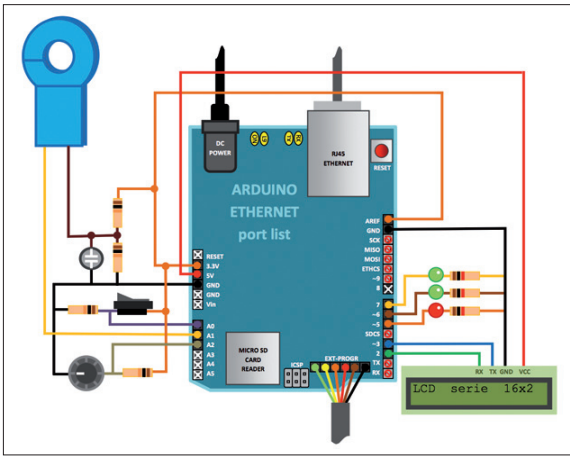 DC
POWER
RJ45
ETHERNET
RESET
ARDUINO
ETHERNET
port list
AREF
GND
SCK
MISO
MOSI
ETHCS
~9
8
7
~6
~5
SDCS
~3
2
TX
RX
RESET
3.3V
5V
GND
GND
Vin
A0
A1
A2
A3
A4
A5
MICRO SD
CARD
READER
ICSP
EXT-PROGR
RX TX GND VCC
LCD serie 16x2